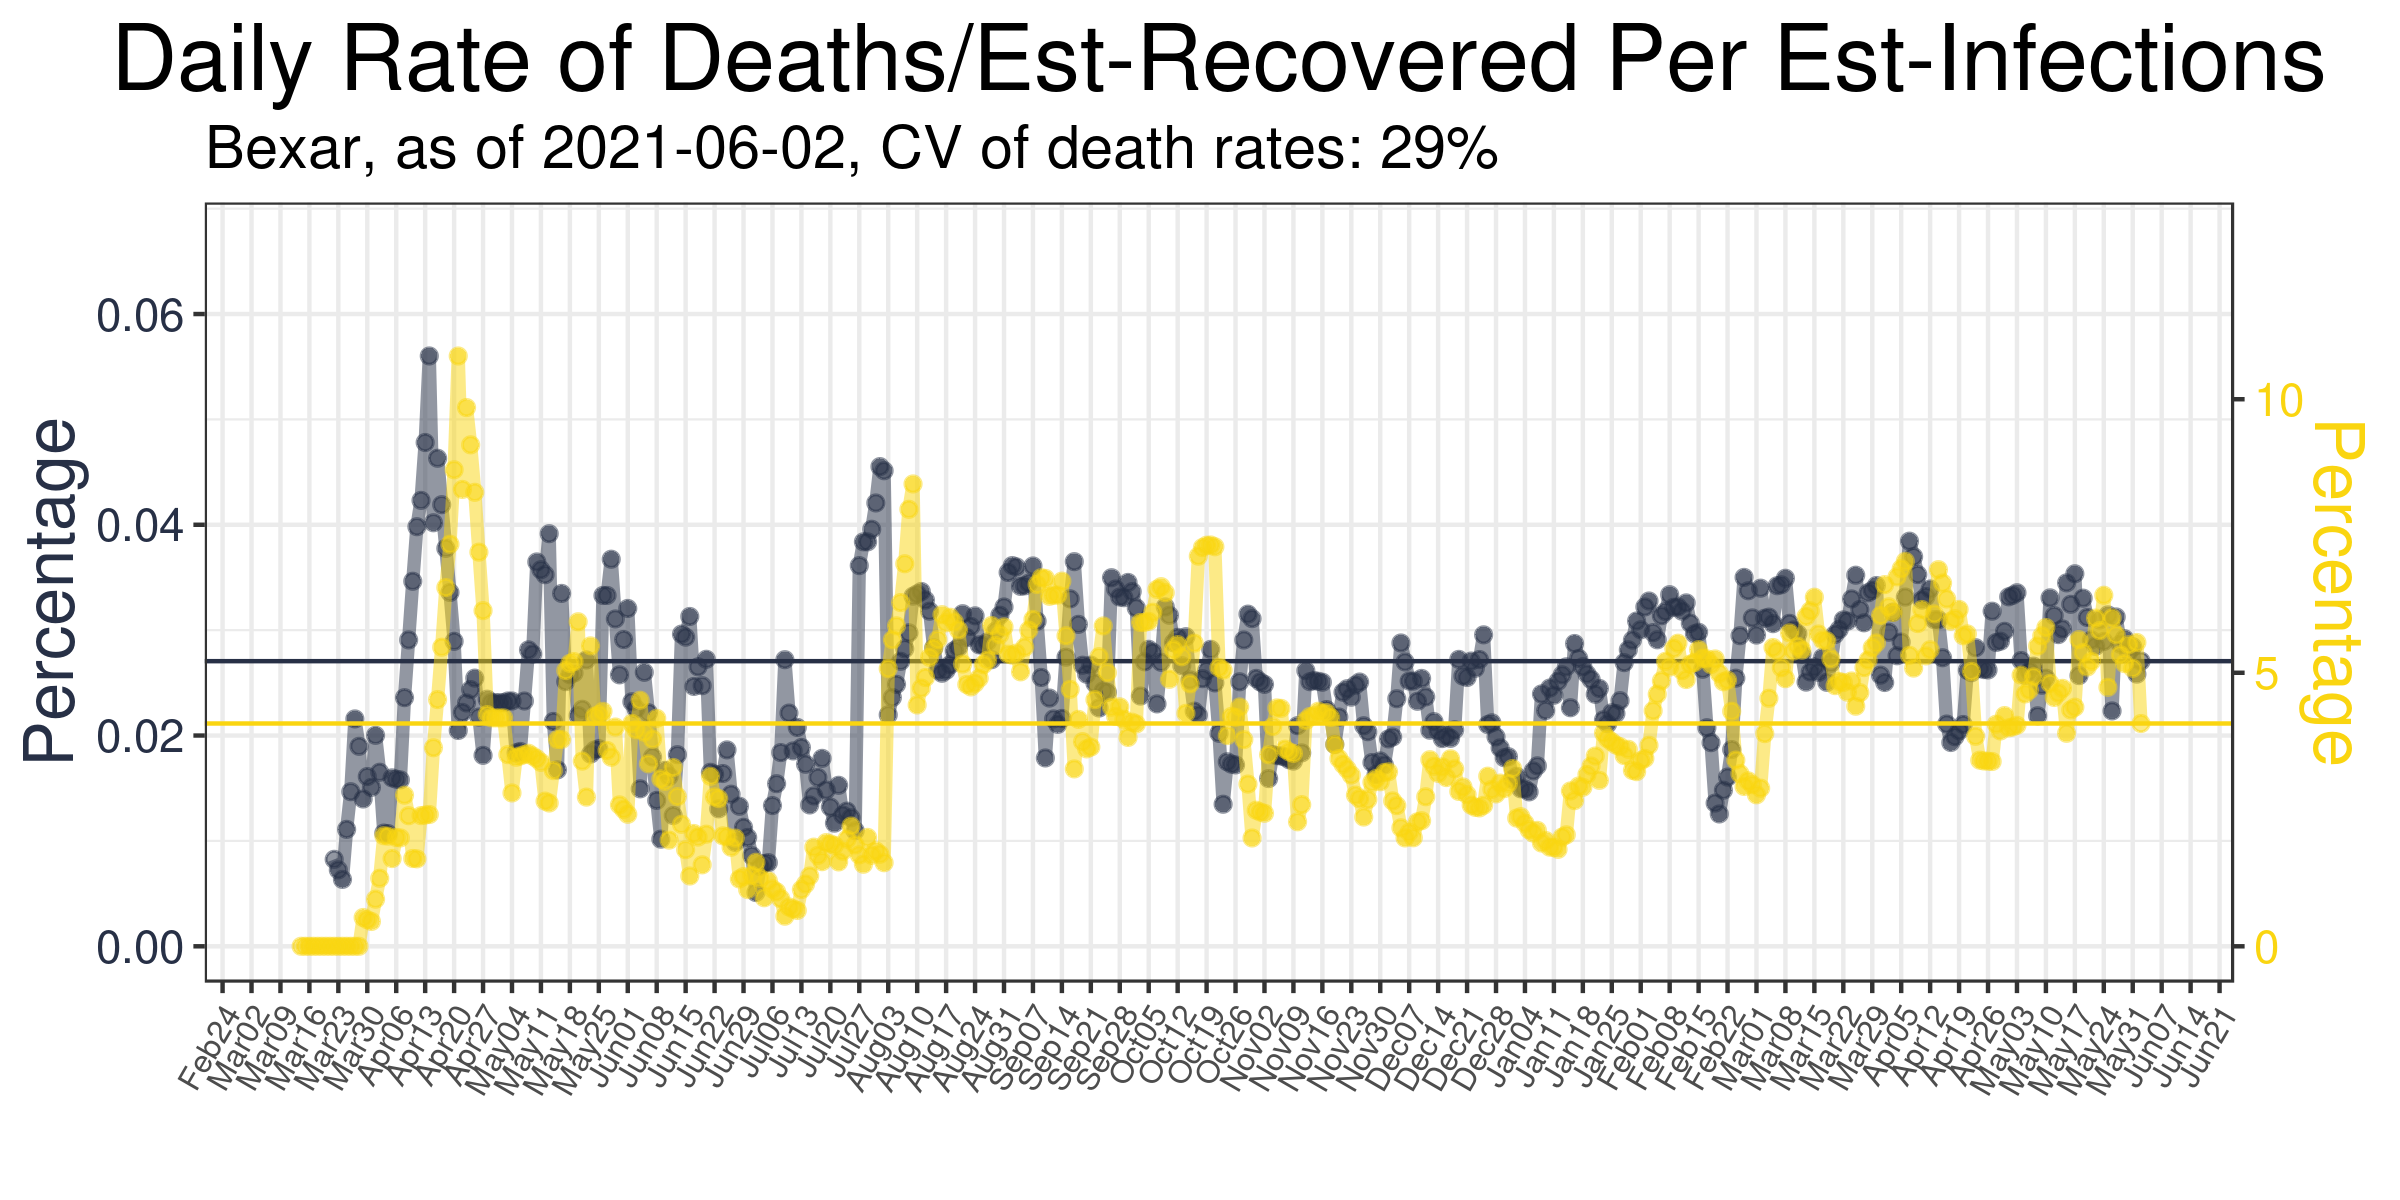 Daily Rate of Deaths/Est-Recovered Per Est-Infections
Bexar, as of 2021-06-02, CV of death rates: 29%
Percentage
0.06
0.04
0.02
0.00
10
5
0
Percentage
Feb24
Mar02
Mar09
Mar16
Mar23
Mar30
Apr06
Apr13
Apr20
Apr27
May04
May11
May18
May25
Jun01
Jun08
Jun15
Jun22
Jun29
Jul06
Jul13
Jul20
Jul27
Aug03
Aug10
Aug17
Aug24
Aug31
Sep07
Sep14
Sep21
Sep28
Oct05
Oct12
Oct19
Oct26
Nov02
Nov09
Nov16
Nov23
Nov30
Dec07
Dec14
Dec21
Dec28
Jan04
Jan11
Jan18
Jan25
Feb01
Feb08
Feb15
Feb22
Mar01
Mar08
Mar15
Mar22
Mar29
Apr05
Apr12
Apr19
Apr26
May03
May10
May17
May24
May31
Jun07
Jun14
Jun21